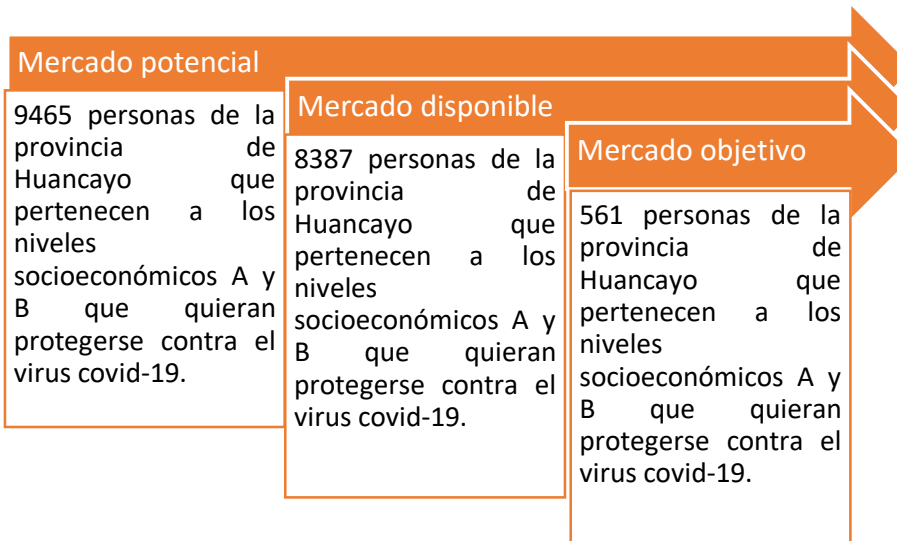 Mercado potencial
9465 personas de la
provincia de
Huancayo que
pertenecen a los
niveles
socioeconómicos A y
B que quieran
protegerse contra el
virus covid-19.
Mercado disponible
8387 personas de la
provincia de
Huancayo que
pertenecen a los
niveles
socioeconómicos A y
B que quieran
protegerse contra el
virus covid-19.
Mercado objetivo
561 personas de la
provincia de
Huancayo que
pertenecen a los
niveles
socioeconómicos A y
B que quieran
protegerse contra el
virus covid-19.